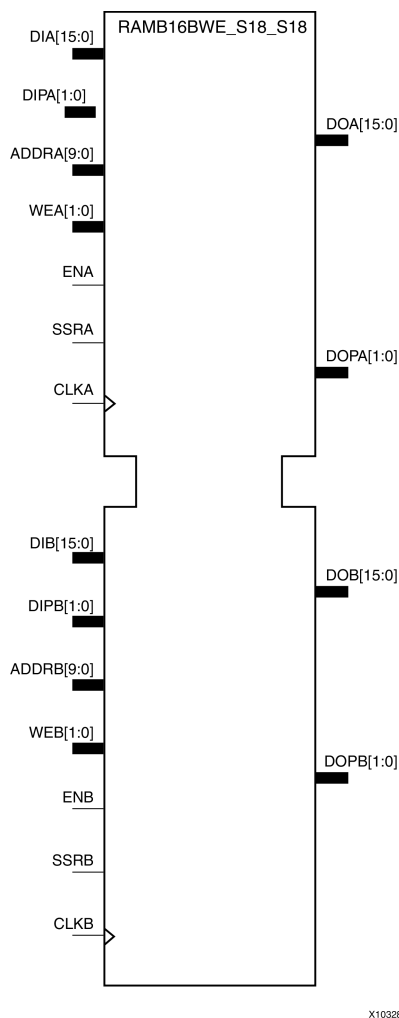 RAMB16BWE_S18_S18
DIA[15:0]
DIPA[1:0]
DOA[15:0]
ADDRA[9:0]
WEA[1:0]
ENA
SSRA
DOPA[1:0]
CLKA
DIB[15:0]
DOB[15:0]
DIPB[1:0]
ADDRB[9:0]
WEB[1:0]
DOPB[1:0]
ENB
SSRB
CLKB
X10328